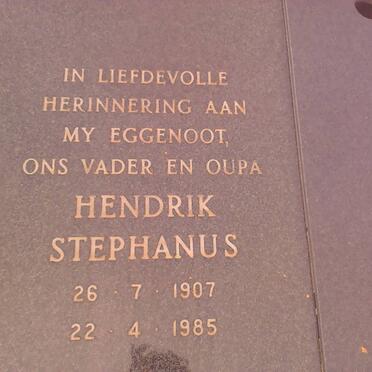 IN LIEFDEVOLLE
HERINNERING AAN
MY EGGENOOT,
ONS VADER EN OUPA
HENDRIK
STEPHANUS
26 · 7 · 1907
22 · 4 · 1985